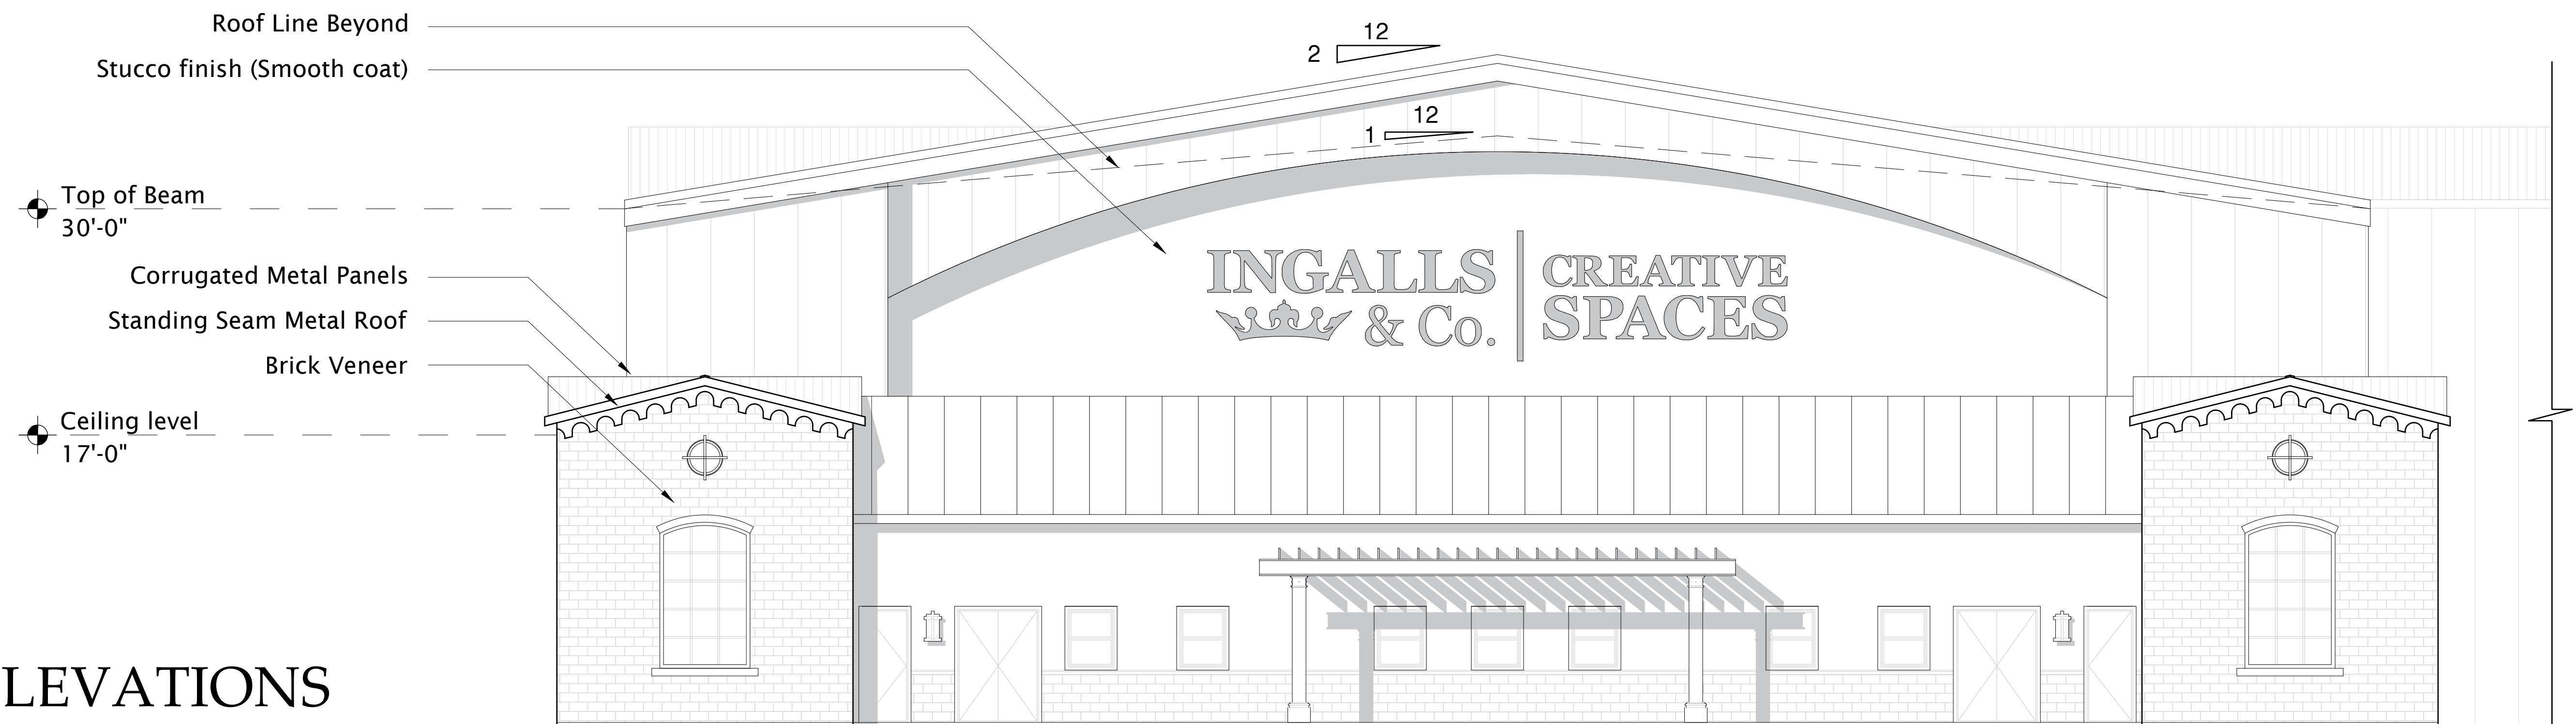 Roof Line Beyond
Stucco finish (Smooth coat)
12
2
12
1
Top of Beam
30'-0"
Corrugated Metal Panels
Standing Seam Metal Roof
Brick Veneer
Ceiling level
17'-0"
INGALLS
& Co.
CREATIVE
SPACES
LEVATIONS